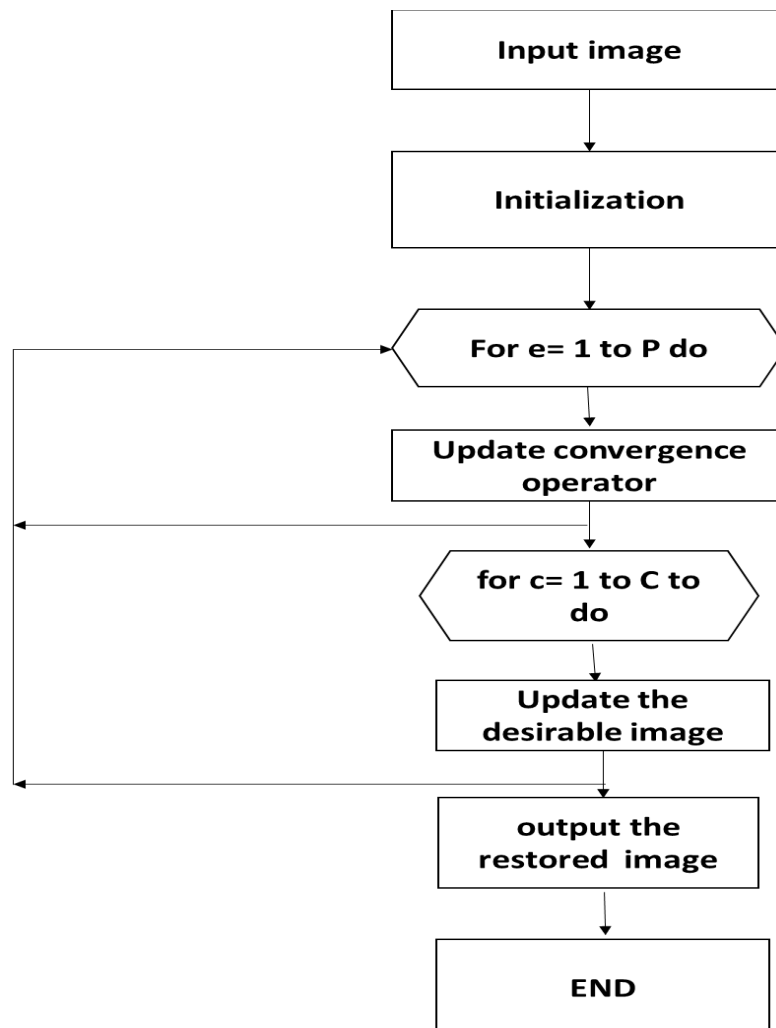 Input image
Initialization
For e= 1 to P do
Update convergence
operator
for c= 1 to C to
do
Update the
desirable image
output the
restored image
END